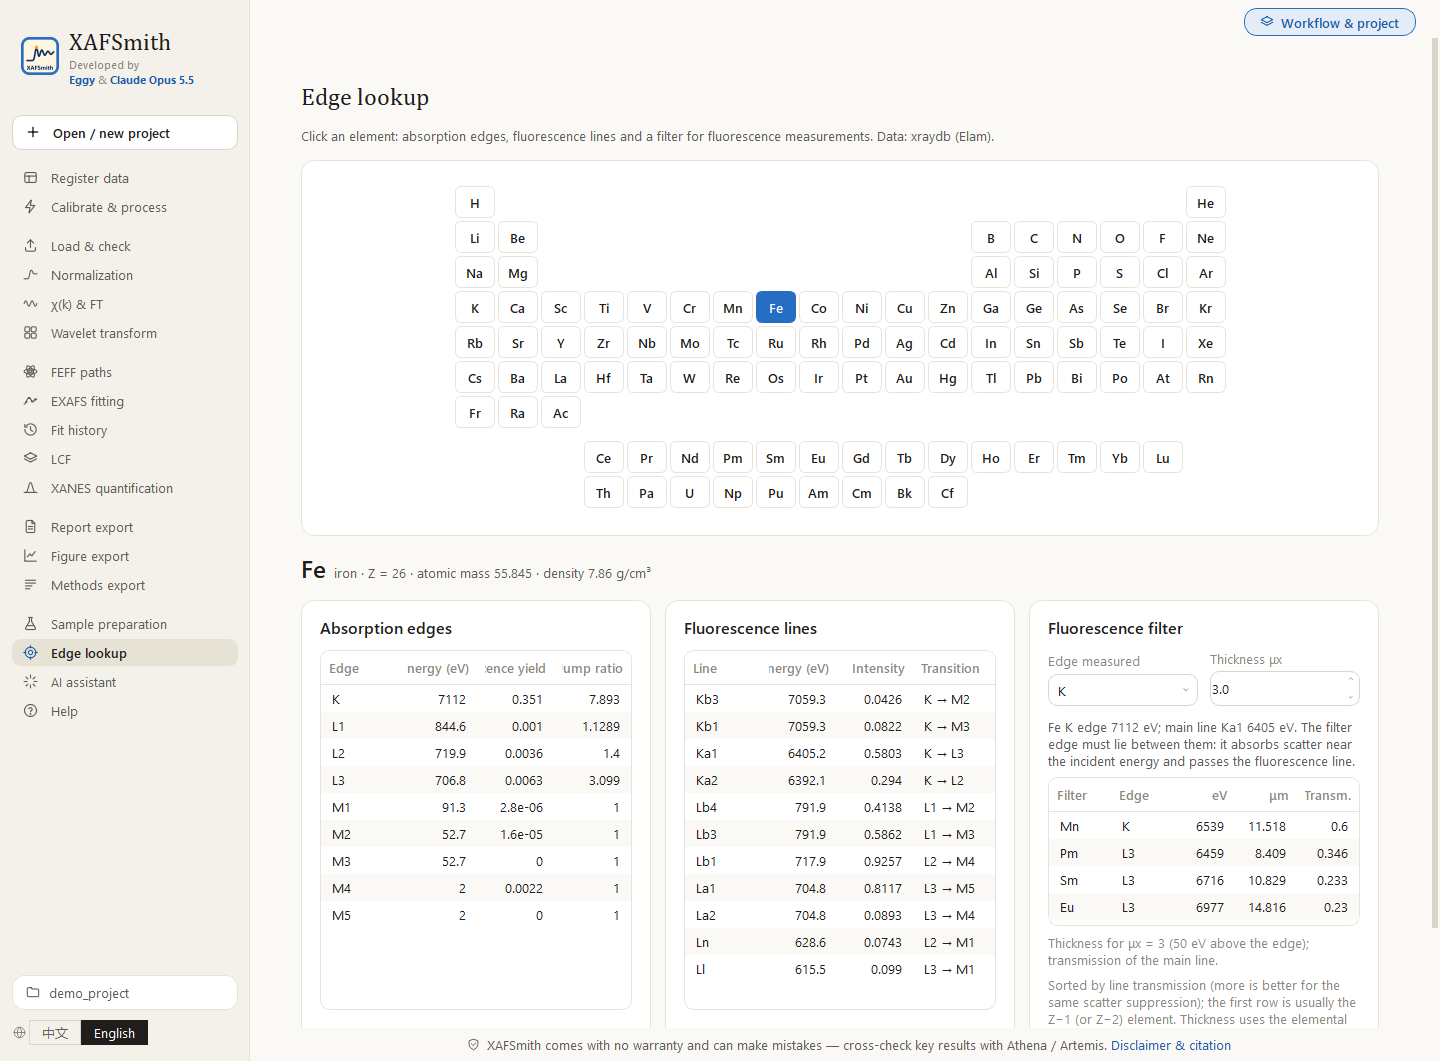 XAFSmith
Developed by
Eggy & Claude Opus 5.5
XAFSmith
Open / new project
Register data
Calibrate & process
Load & check
Normalization
χ(k) & FT
Wavelet transform
FEFF paths
EXAFS fitting
Fit history
LCF
XANES quantification
Report export
Figure export
Methods export
Sample preparation
Edge lookup
AI assistant
Help
demo_project
中文 English
Workflow & project
Edge lookup
Click an element: absorption edges, fluorescence lines and a filter for fluorescence measurements. Data: xraydb (Elam).
H He
Li Be B C N O F Ne
Na Mg Al Si P S Cl Ar
K Ca Sc Ti V Cr Mn Fe Co Ni Cu Zn Ga Ge As Se Br Kr
Rb Sr Y Zr Nb Mo Tc Ru Rh Pd Ag Cd In Sn Sb Te I Xe
Cs Ba La Hf Ta W Re Os Ir Pt Au Hg Tl Pb Bi Po At Rn
Fr Ra Ac
Ce Pr Nd Pm Sm Eu Gd Tb Dy Ho Er Tm Yb Lu
Th Pa U Np Pu Am Cm Bk Cf
Fe iron · Z = 26 · atomic mass 55.845 · density 7.86 g/cm³
Absorption edges
Edge nergy (eV) ence yield ump ratio
K 7112 0.351 7.893
L1 844.6 0.001 1.1289
L2 719.9 0.0036 1.4
L3 706.8 0.0063 3.099
M1 91.3 2.8e-06 1
M2 52.7 1.6e-05 1
M3 52.7 0 1
M4 2 0.0022 1
M5 2 0 1
Fluorescence lines
Line nergy (eV) Intensity Transition
Kb3 7059.3 0.0426 K → M2
Kb1 7059.3 0.0822 K → M3
Ka1 6405.2 0.5803 K → L3
Ka2 6392.1 0.294 K → L2
Lb4 791.9 0.4138 L1 → M2
Lb3 791.9 0.5862 L1 → M3
Lb1 717.9 0.9257 L2 → M4
La1 704.8 0.8117 L3 → M5
La2 704.8 0.0893 L3 → M4
Ln 628.6 0.0743 L2 → M1
Ll 615.5 0.099 L3 → M1
Fluorescence filter
Edge measured Thickness μx
K 3.0
Fe K edge 7112 eV; main line Ka1 6405 eV. The filter
edge must lie between them: it absorbs scatter near
the incident energy and passes the fluorescence line.
Filter Edge eV μm Transm.
Mn K 6539 11.518 0.6
Pm L3 6459 8.409 0.346
Sm L3 6716 10.829 0.233
Eu L3 6977 14.816 0.23
Thickness for μx = 3 (50 eV above the edge);
transmission of the main line.
Sorted by line transmission (more is better for the
same scatter suppression); the first row is usually the
Z−1 (or Z−2) element. Thickness uses the elemental
XAFSmith comes with no warranty and can make mistakes — cross-check key results with Athena / Artemis. Disclaimer & citation